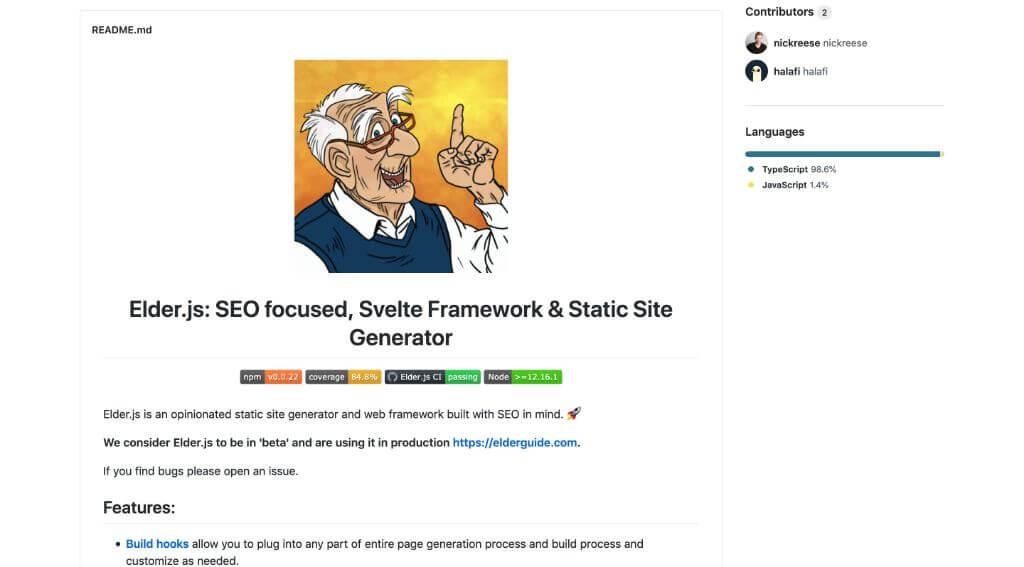 README.md
Elder.js: SEO focused, Svelte Framework & Static Site
Generator
npm v0.0.22 coverage 84.8% Elder.js CI passing Node >=12.16.1
Elder.js is an opinionated static site generator and web framework built with SEO in mind. 🚀
We consider Elder.js to be in 'beta' and are using it in production https://elderguide.com.
If you find bugs please open an issue.
Features:
• Build hooks allow you to plug into any part of entire page generation process and build process and
customize as needed.
Contributors 2
nickreese nickreese
halafi halafi
Languages
TypeScript 98.6%
JavaScript 1.4%